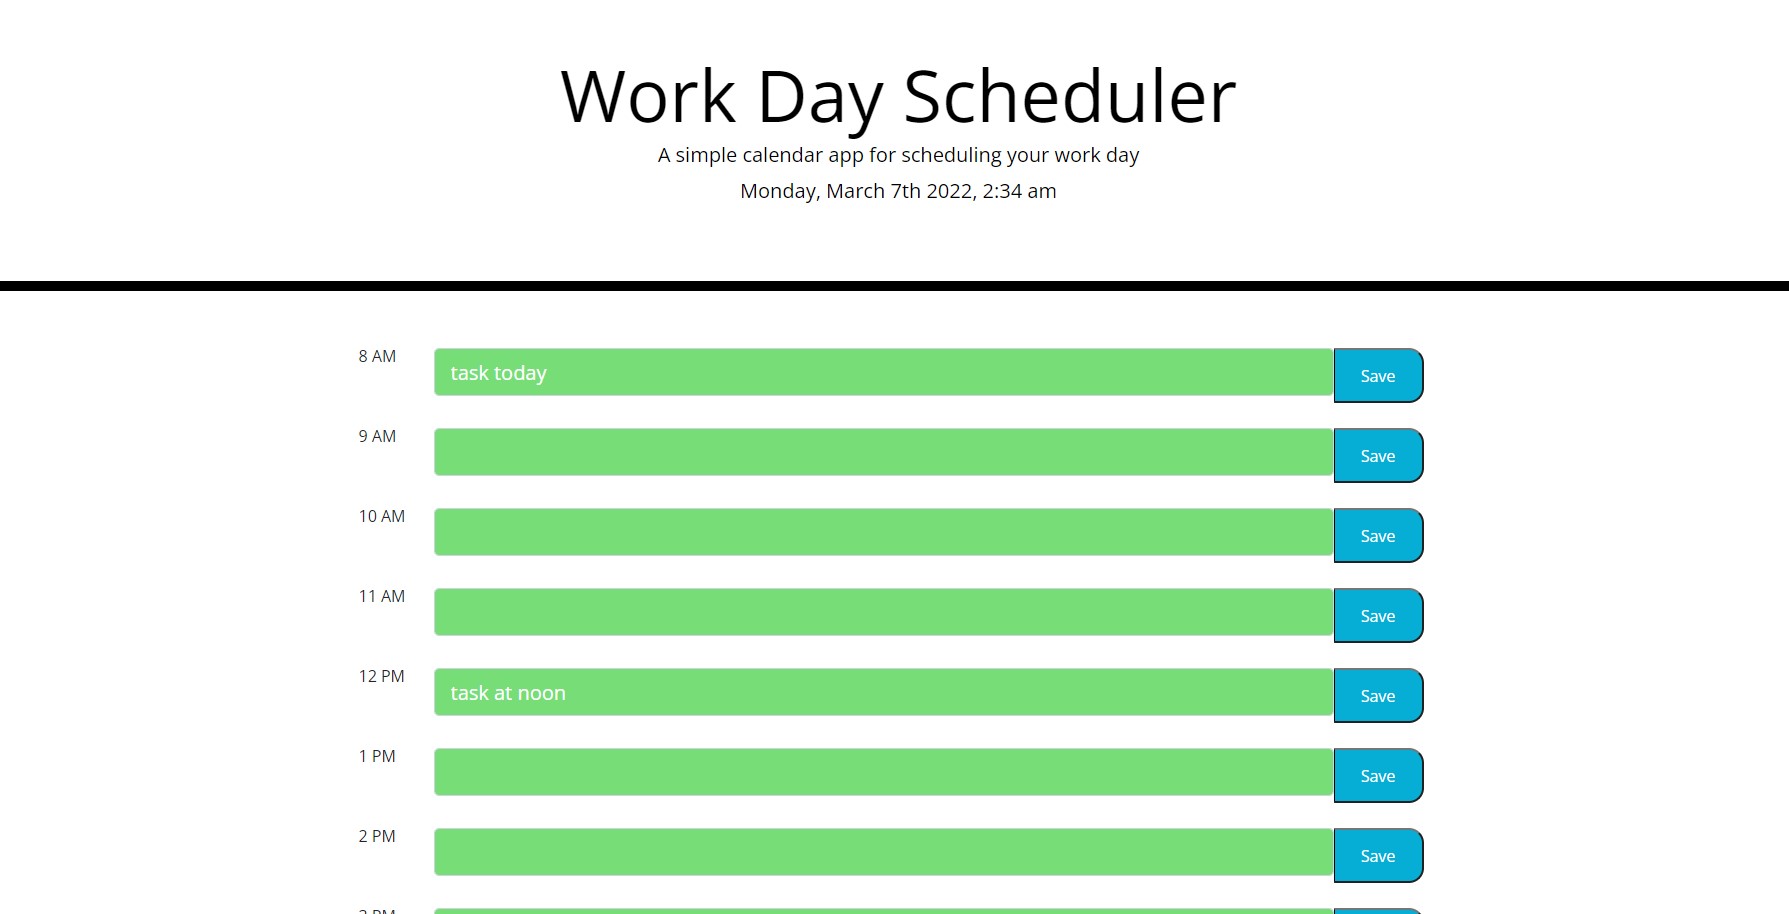 Work Day Scheduler
A simple calendar app for scheduling your work day
Monday, March 7th 2022, 2:34 am
8 AM
task today
Save
9 AM
Save
10 AM
Save
11 AM
Save
12 PM
task at noon
Save
1 PM
Save
2 PM
Save